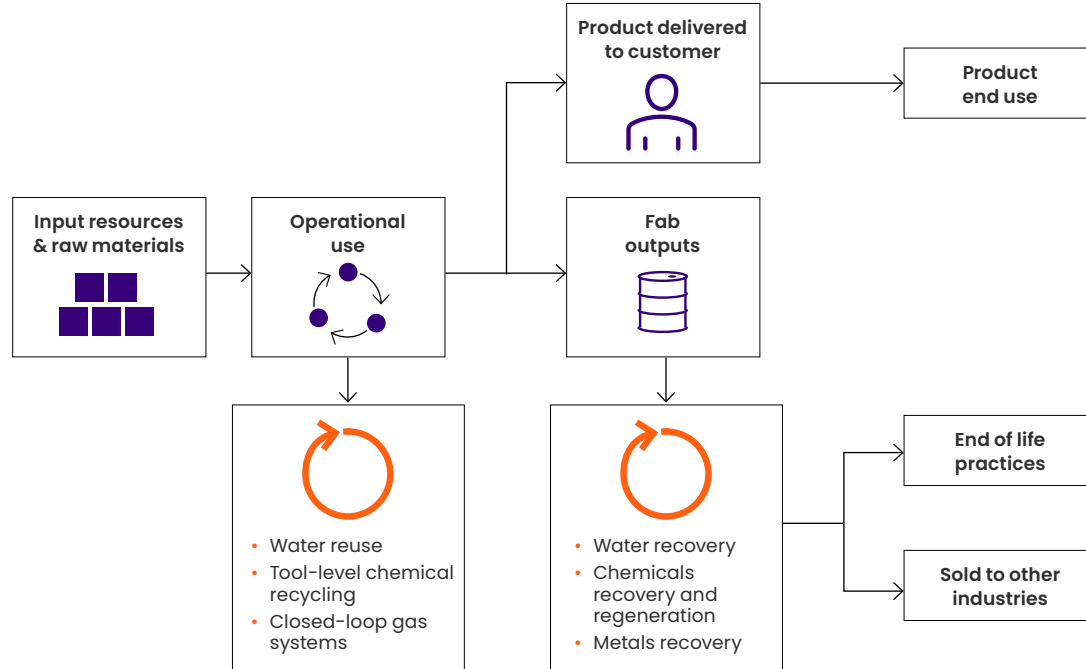 Product delivered
to customer
Product
end use
Input resources
& raw materials
Operational
use
Fab
outputs
• Water reuse
• Tool-level chemical
recycling
• Closed-loop gas
systems
• Water recovery
• Chemicals
recovery and
regeneration
• Metals recovery
End of life
practices
Sold to other
industries